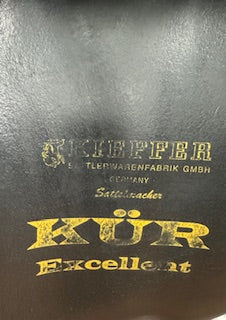 KIEFFER
SATTLERWARENFABRIK GMBH
GERMANY
Sattelmacher
KÜR
Excellent